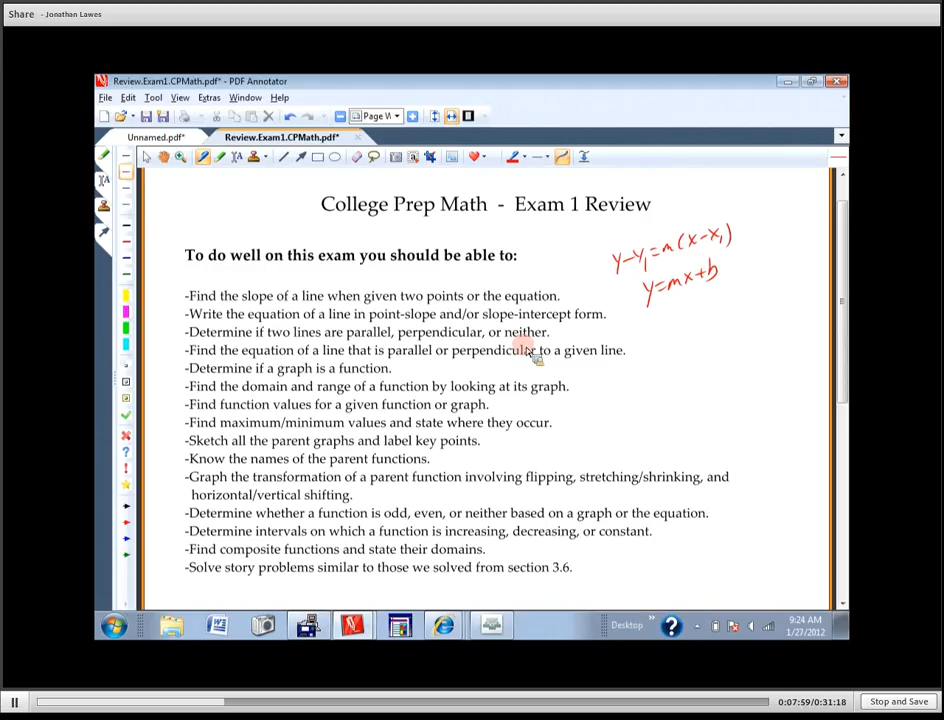 Share - Jonathan Lawes
Review.Exam1.CPMath.pdf* - PDF Annotator
File Edit Tool View Extras Window Help
Page W
Unnamed.pdf* Review.Exam1.CPMath.pdf*
College Prep Math - Exam 1 Review
y-y₁=m(x-x₁)
To do well on this exam you should be able to:
y=mx+b
-Find the slope of a line when given two points or the equation.
-Write the equation of a line in point-slope and/or slope-intercept form.
-Determine if two lines are parallel, perpendicular, or neither.
-Find the equation of a line that is parallel or perpendicular to a given line.
-Determine if a graph is a function.
-Find the domain and range of a function by looking at its graph.
-Find function values for a given function or graph.
-Find maximum/minimum values and state where they occur.
-Sketch all the parent graphs and label key points.
-Know the names of the parent functions.
-Graph the transformation of a parent function involving flipping, stretching/shrinking, and
horizontal/vertical shifting.
-Determine whether a function is odd, even, or neither based on a graph or the equation.
-Determine intervals on which a function is increasing, decreasing, or constant.
-Find composite functions and state their domains.
-Solve story problems similar to those we solved from section 3.6.
Desktop
9:24 AM
1/27/2012
0:07:59/0:31:18 Stop and Save